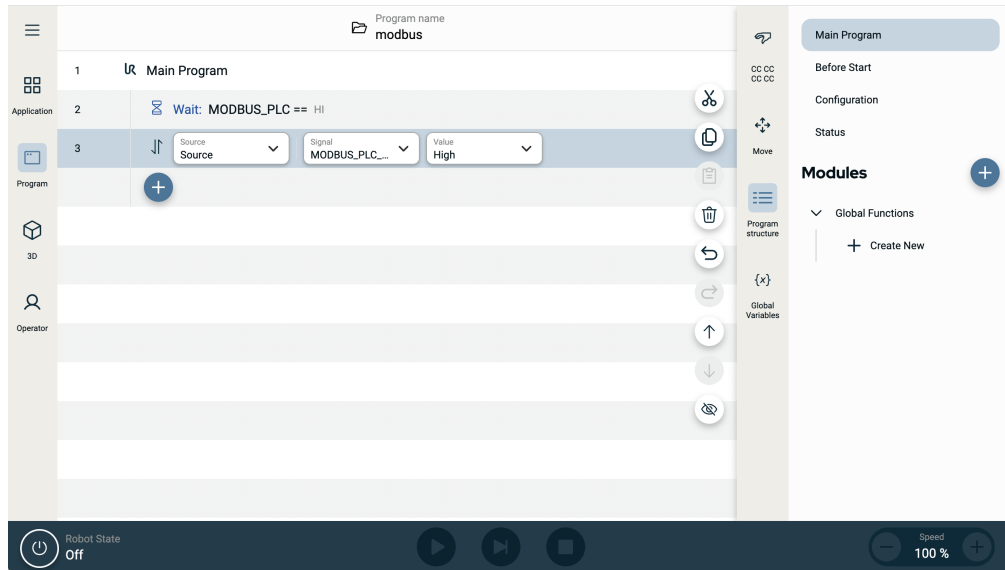 Program name
modbus
Application
Program
3D
Operator
1 Main Program
2 Wait: MODBUS_PLC == HI
3
Source
Source
Signal
MODBUS_PLC_...
Value
High
CC CC
CC CC
Move
Program
structure
{x}
Global
Variables
Main Program
Before Start
Configuration
Status
Modules
Global Functions
Create New
Robot State
Off
Speed
100 %